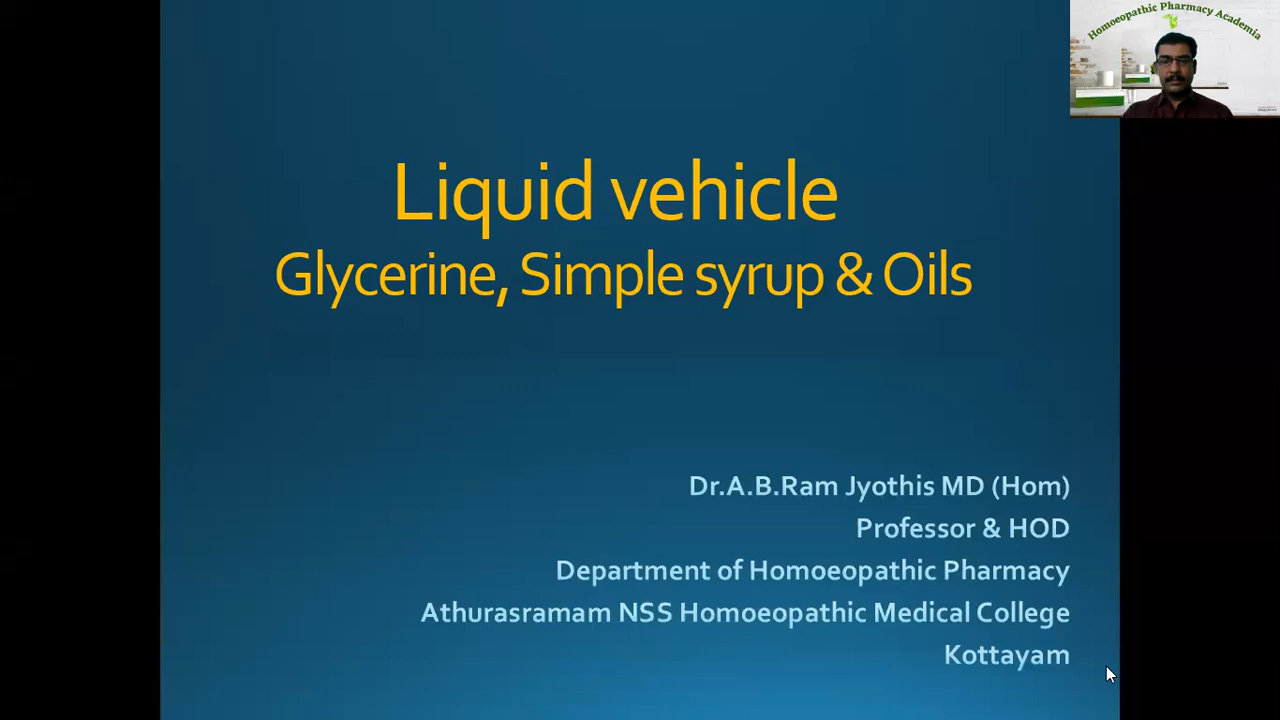 Homoeopathic Pharmacy Academia
Liquid vehicle
Glycerine, Simple syrup & Oils
Dr.A.B.Ram Jyothis MD (Hom)
Professor & HOD
Department of Homoeopathic Pharmacy
Athurasramam NSS Homoeopathic Medical College
Kottayam